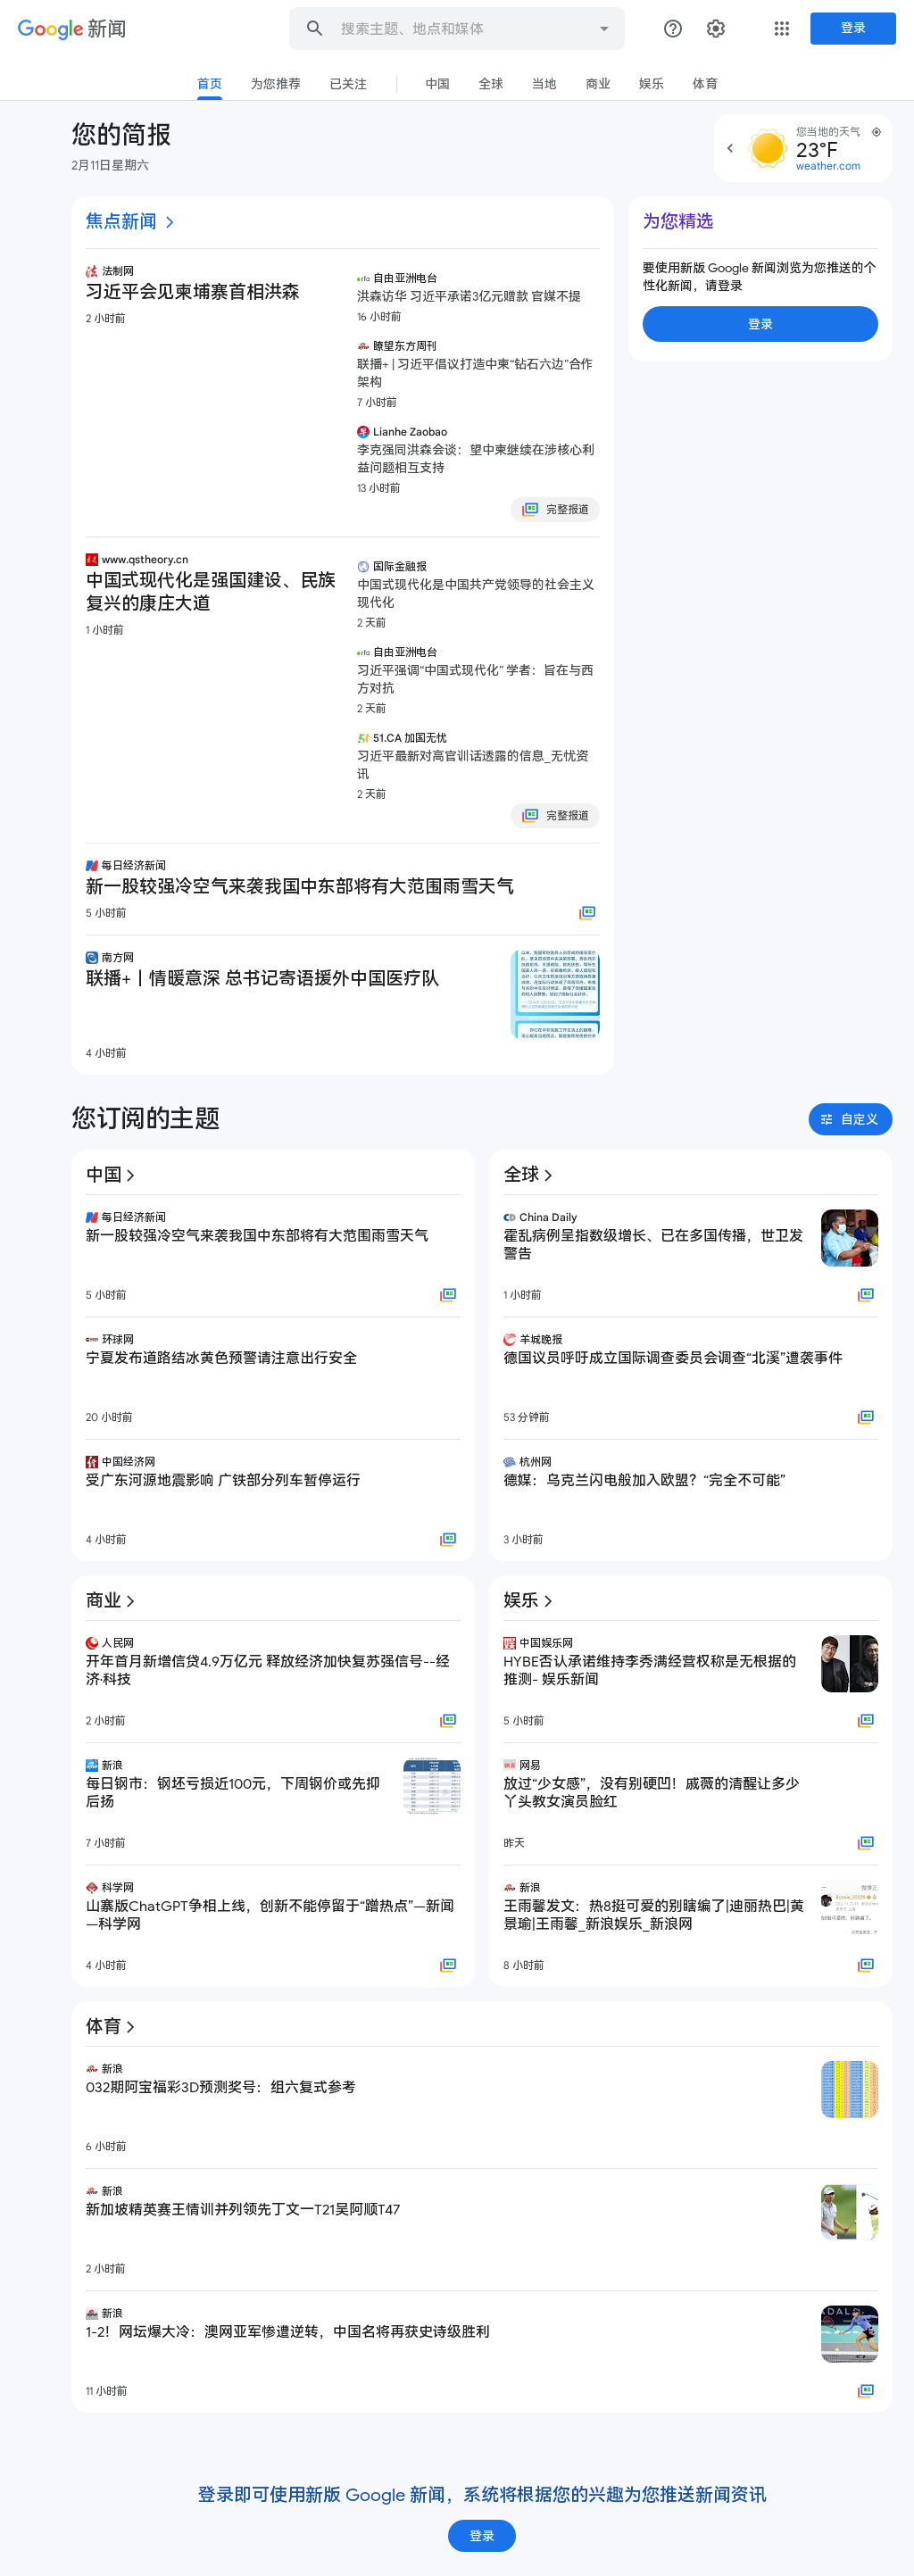 Google 新闻
搜索主题、地点和媒体
登录
首页
为您推荐
已关注
中国
全球
当地
商业
娱乐
体育
您的简报
2月11日星期六
您当地的天气
23°F
weather.com
焦点新闻
法制网
习近平会见柬埔寨首相洪森
2 小时前
自由亚洲电台
洪森访华 习近平承诺3亿元赠款 官媒不提
16 小时前
瞭望东方周刊
联播+ | 习近平倡议打造中柬“钻石六边”合作
架构
7 小时前
Lianhe Zaobao
李克强同洪森会谈：望中柬继续在涉核心利
益问题相互支持
13 小时前
完整报道
www.qstheory.cn
中国式现代化是强国建设、民族
复兴的康庄大道
1 小时前
国际金融报
中国式现代化是中国共产党领导的社会主义
现代化
2 天前
自由亚洲电台
习近平强调“中国式现代化” 学者：旨在与西
方对抗
2 天前
51.CA 加国无忧
习近平最新对高官训话透露的信息_无忧资
讯
2 天前
完整报道
每日经济新闻
新一股较强冷空气来袭我国中东部将有大范围雨雪天气
5 小时前
南方网
联播+丨情暖意深 总书记寄语援外中国医疗队
4 小时前
为您精选
要使用新版 Google 新闻浏览为您推送的个
性化新闻，请登录
登录
您订阅的主题
自定义
中国
每日经济新闻
新一股较强冷空气来袭我国中东部将有大范围雨雪天气
5 小时前
环球网
宁夏发布道路结冰黄色预警请注意出行安全
20 小时前
中国经济网
受广东河源地震影响 广铁部分列车暂停运行
4 小时前
全球
China Daily
霍乱病例呈指数级增长、已在多国传播，世卫发
警告
1 小时前
羊城晚报
德国议员呼吁成立国际调查委员会调查“北溪”遭袭事件
53 分钟前
杭州网
德媒：乌克兰闪电般加入欧盟？“完全不可能”
3 小时前
商业
人民网
开年首月新增信贷4.9万亿元 释放经济加快复苏强信号--经
济·科技
2 小时前
新浪
每日钢市：钢坯亏损近100元，下周钢价或先抑
后扬
7 小时前
科学网
山寨版ChatGPT争相上线，创新不能停留于“蹭热点”—新闻
—科学网
4 小时前
娱乐
中国娱乐网
HYBE否认承诺维持李秀满经营权称是无根据的
推测- 娱乐新闻
5 小时前
网易
放过“少女感”，没有别硬凹！戚薇的清醒让多少
丫头教女演员脸红
昨天
新浪
王雨馨发文：热8挺可爱的别瞎编了|迪丽热巴|黄
景瑜|王雨馨_新浪娱乐_新浪网
8 小时前
体育
新浪
032期阿宝福彩3D预测奖号：组六复式参考
6 小时前
新浪
新加坡精英赛王情训并列领先丁文一T21吴阿顺T47
2 小时前
新浪
1-2！网坛爆大冷：澳网亚军惨遭逆转，中国名将再获史诗级胜利
11 小时前
登录即可使用新版 Google 新闻，系统将根据您的兴趣为您推送新闻资讯
登录